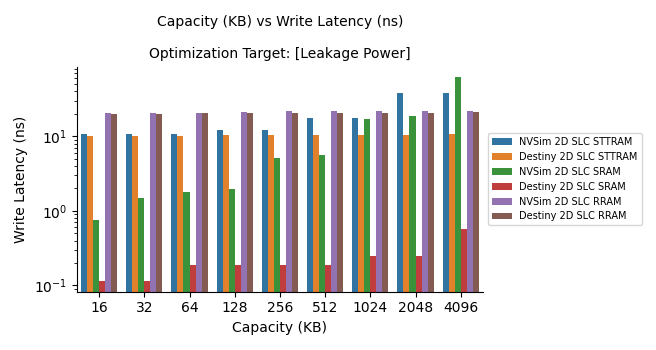 Capacity (KB) vs Write Latency (ns)
Optimization Target: [Leakage Power]
Write Latency (ns)
10¹
10⁰
10⁻¹
16 32 64 128 256 512 1024 2048 4096
Capacity (KB)
NVSim 2D SLC STTRAM
Destiny 2D SLC STTRAM
NVSim 2D SLC SRAM
Destiny 2D SLC SRAM
NVSim 2D SLC RRAM
Destiny 2D SLC RRAM